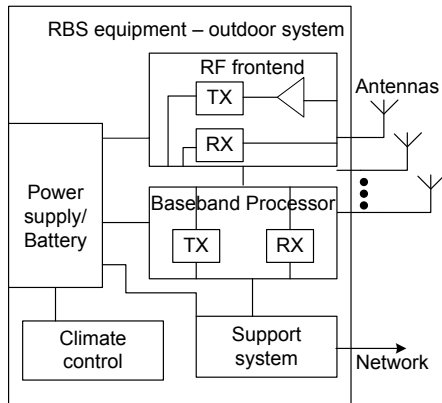 RBS equipment – outdoor system
RF frontend
TX
RX
Antennas
Power
supply/
Battery
Baseband Processor
TX
RX
Climate
control
Support
system
Network